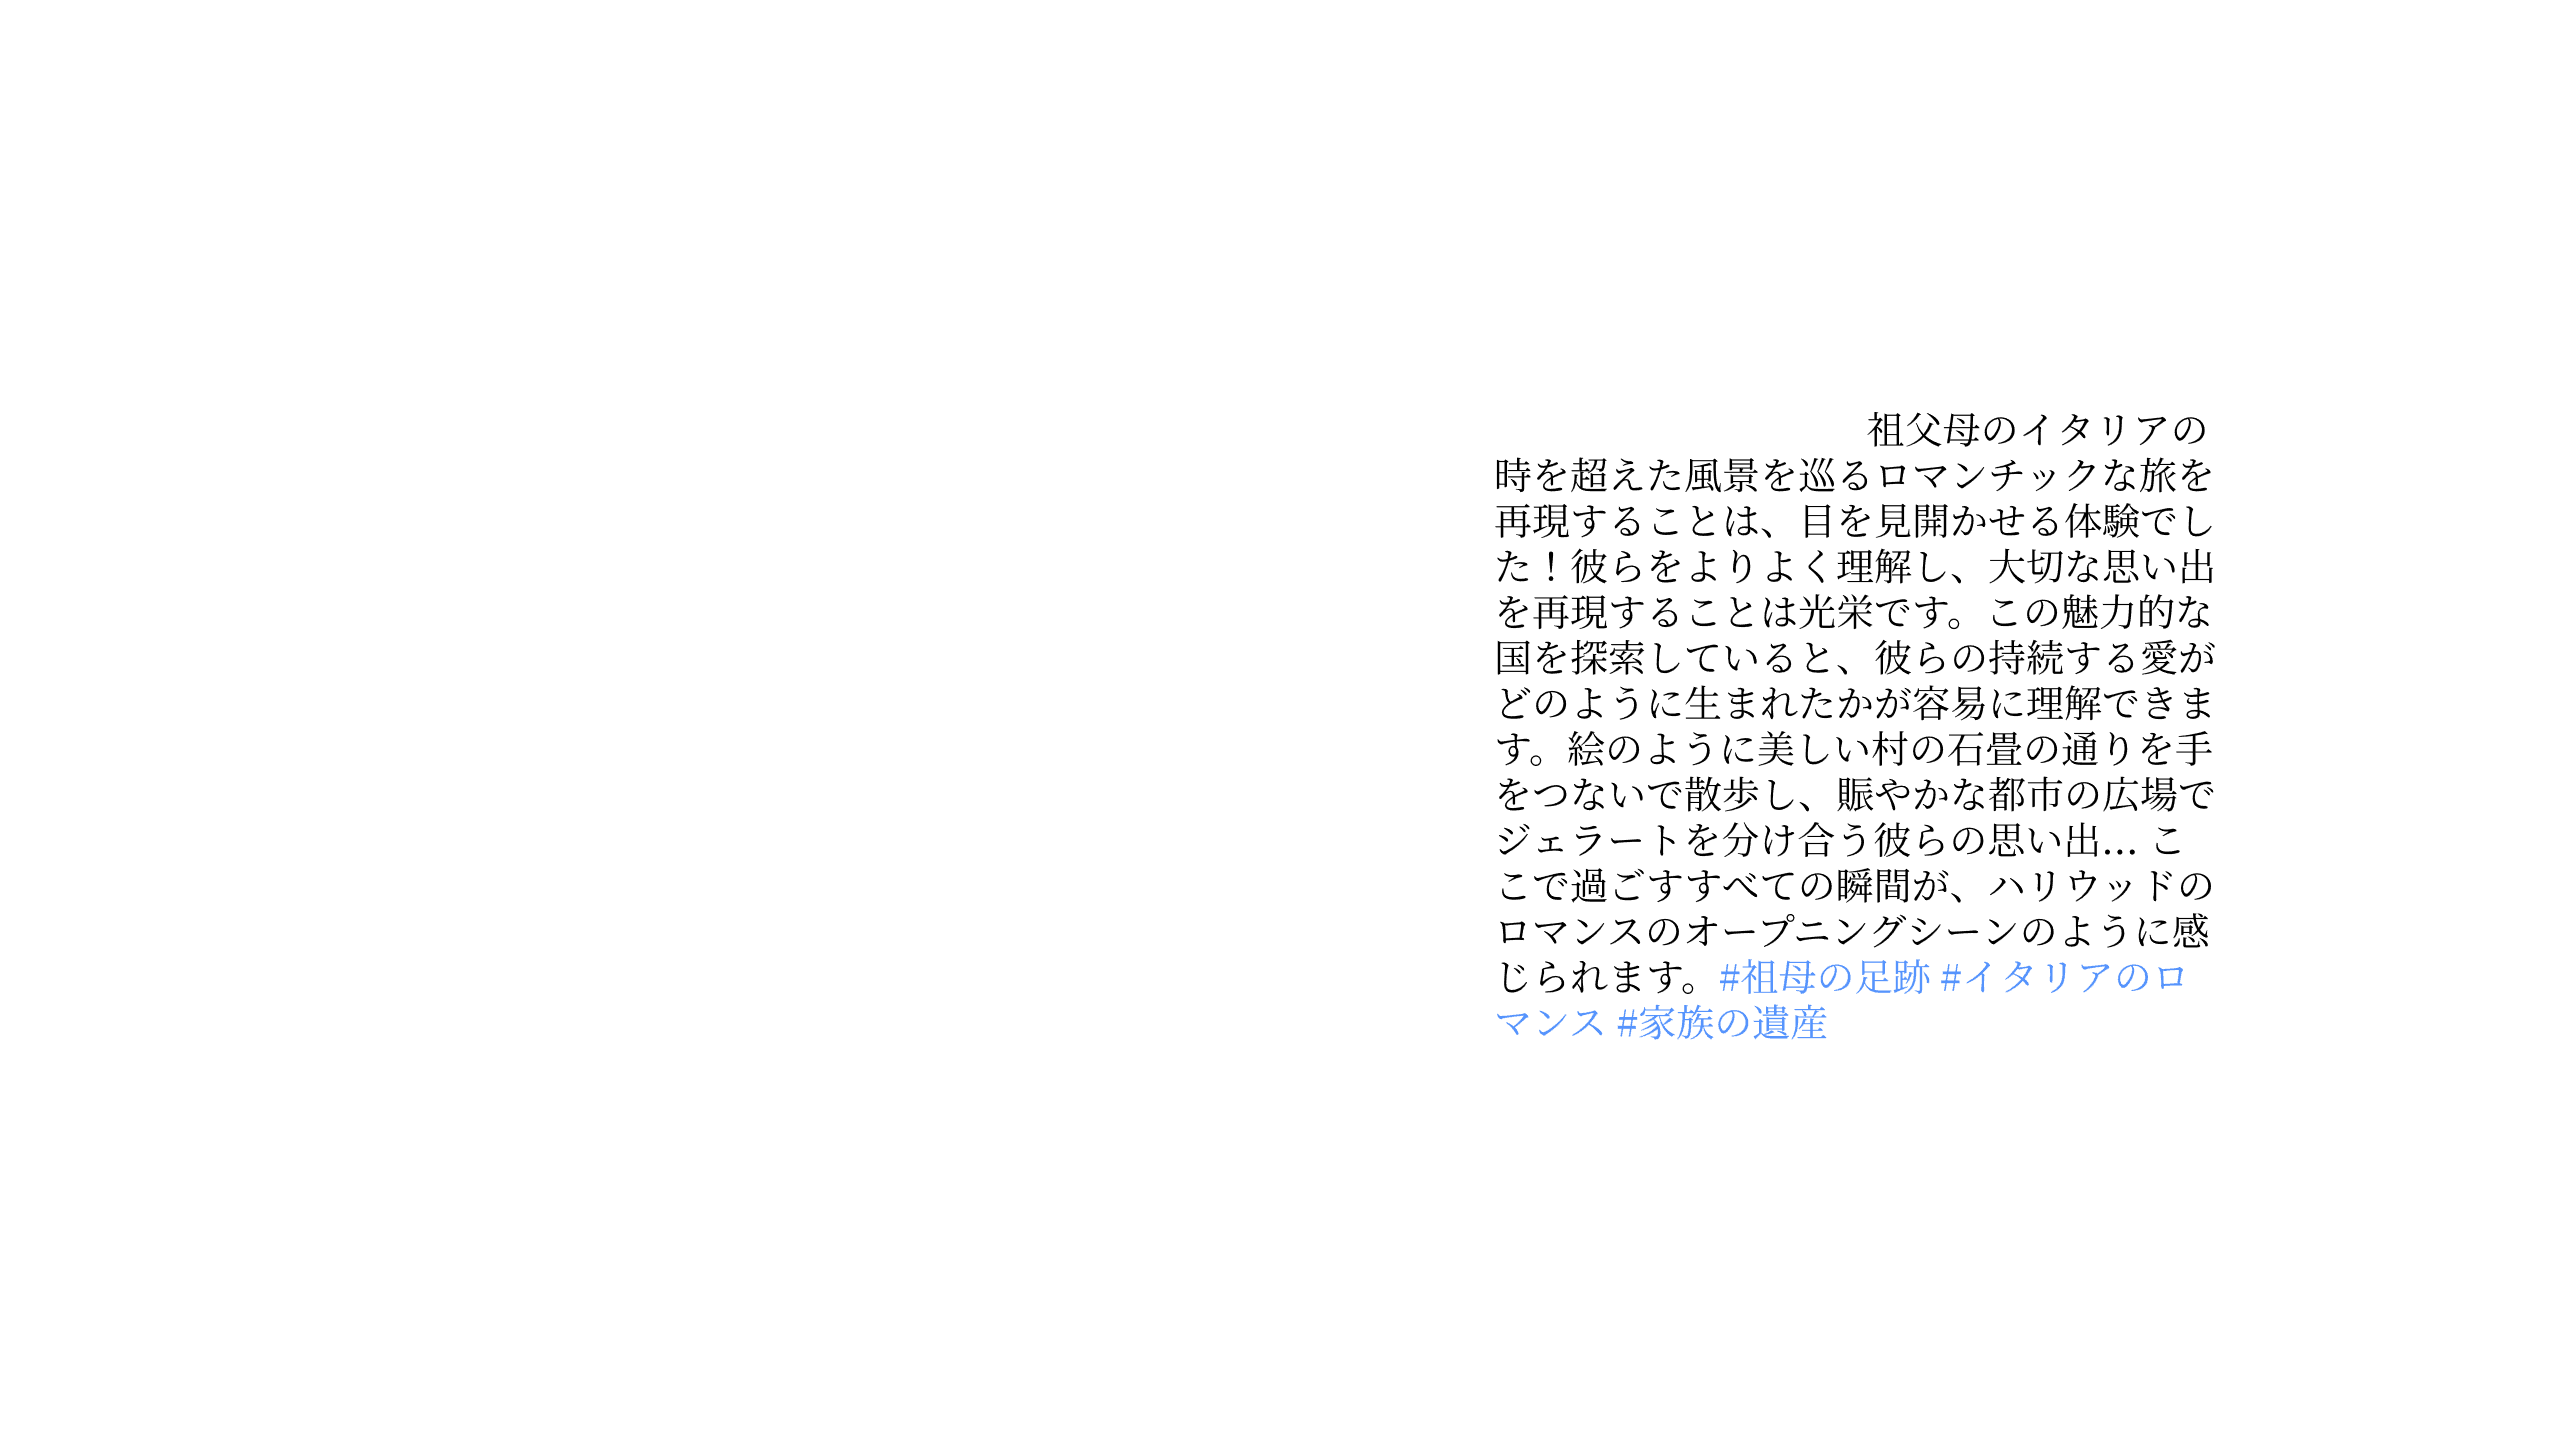 祖父母のイタリアの
時を超えた風景を巡るロマンチックな旅を
再現することは、目を見開かせる体験でし
た！彼らをよりよく理解し、大切な思い出
を再現することは光栄です。この魅力的な
国を探索していると、彼らの持続する愛が
どのように生まれたかが容易に理解できま
す。絵のように美しい村の石畳の通りを手
をつないで散歩し、賑やかな都市の広場で
ジェラートを分け合う彼らの思い出... こ
こで過ごすすべての瞬間が、ハリウッドの
ロマンスのオープニングシーンのように感
じられます。#祖母の足跡 #イタリアのロ
マンス #家族の遺産